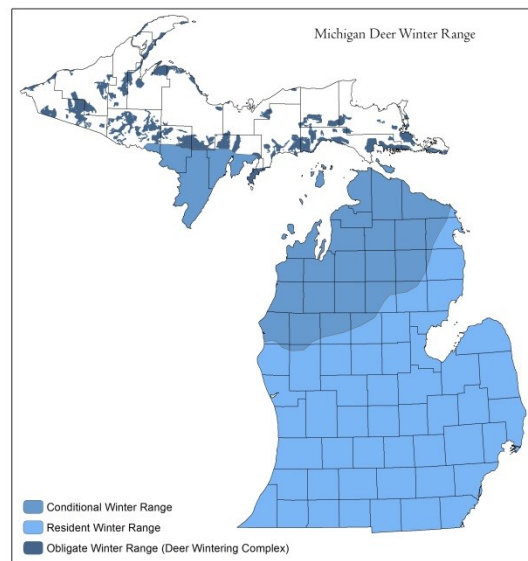 Michigan Deer Winter Range
Conditional Winter Range
Resident Winter Range
Obligate Winter Range (Deer Wintering Complex)